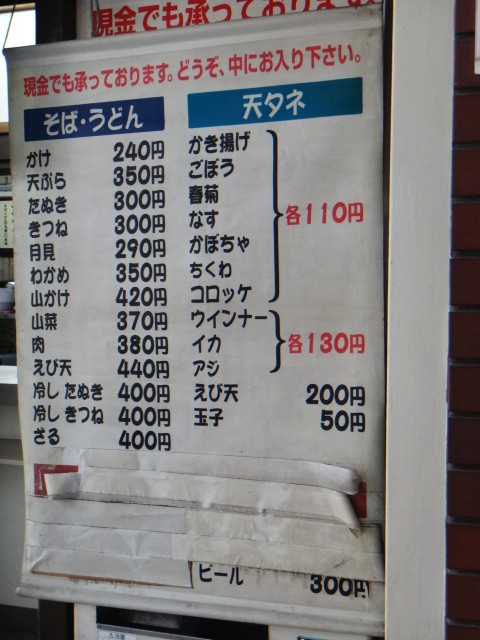 現金でも承っております
現金でも承っております。どうぞ、中にお入り下さい。
そば・うどん
かけ 240円
天ぷら 350円
たぬき 300円
きつね 300円
月見 290円
わかめ 350円
山かけ 420円
山菜 370円
肉 380円
えび天 440円
冷し たぬき 400円
冷し きつね 400円
ざる 400円
天タネ
かき揚げ
ごぼう
春菊
なす
かぼちゃ
ちくわ
コロッケ
各110円
ウインナー
イカ
アジ
各130円
えび天 200円
玉子 50円
ビール 300円